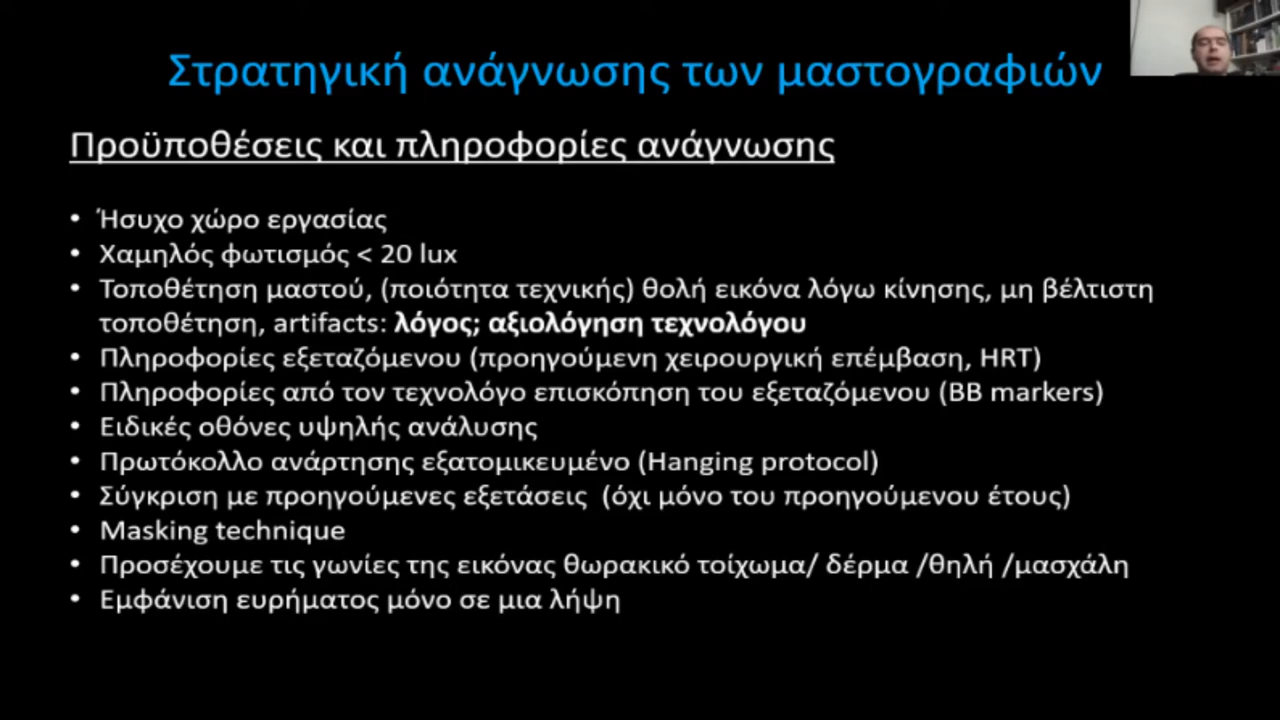 Στρατηγική ανάγνωσης των μαστογραφιών
Προϋποθέσεις και πληροφορίες ανάγνωσης
• Ήσυχο χώρο εργασίας
• Χαμηλός φωτισμός < 20 lux
• Τοποθέτηση μαστού, (ποιότητα τεχνικής) θολή εικόνα λόγω κίνησης, μη βέλτιστη
τοποθέτηση, artifacts: λόγος; αξιολόγηση τεχνολόγου
• Πληροφορίες εξεταζόμενου (προηγούμενη χειρουργική επέμβαση, HRT)
• Πληροφορίες από τον τεχνολόγο επισκόπηση του εξεταζόμενου (BB markers)
• Ειδικές οθόνες υψηλής ανάλυσης
• Πρωτόκολλο ανάρτησης εξατομικευμένο (Hanging protocol)
• Σύγκριση με προηγούμενες εξετάσεις (όχι μόνο του προηγούμενου έτους)
• Masking technique
• Προσέχουμε τις γωνίες της εικόνας θωρακικό τοίχωμα/ δέρμα /θηλή /μασχάλη
• Εμφάνιση ευρήματος μόνο σε μια λήψη